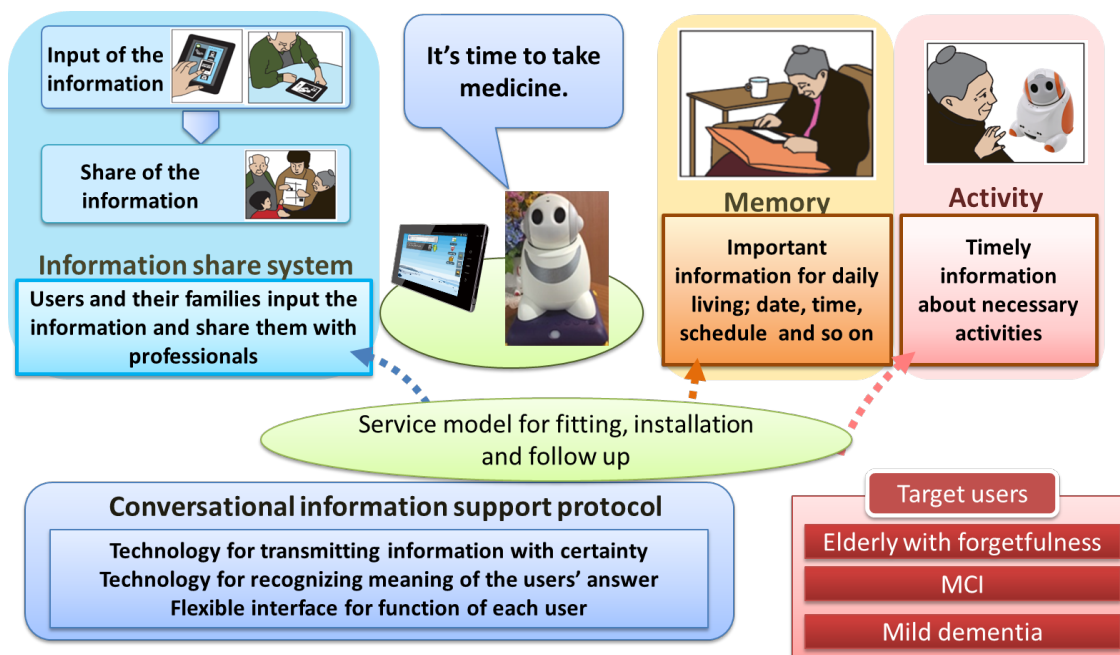 Input of the
information
Share of the
information
Information share system
Users and their families input the
information and share them with
professionals
It’s time to take
medicine.
Memory
Important
information for daily
living; date, time,
schedule and so on
Activity
Timely
information
about necessary
activities
Service model for fitting, installation
and follow up
Conversational information support protocol
Technology for transmitting information with certainty
Technology for recognizing meaning of the users’ answer
Flexible interface for function of each user
Target users
Elderly with forgetfulness
MCI
Mild dementia